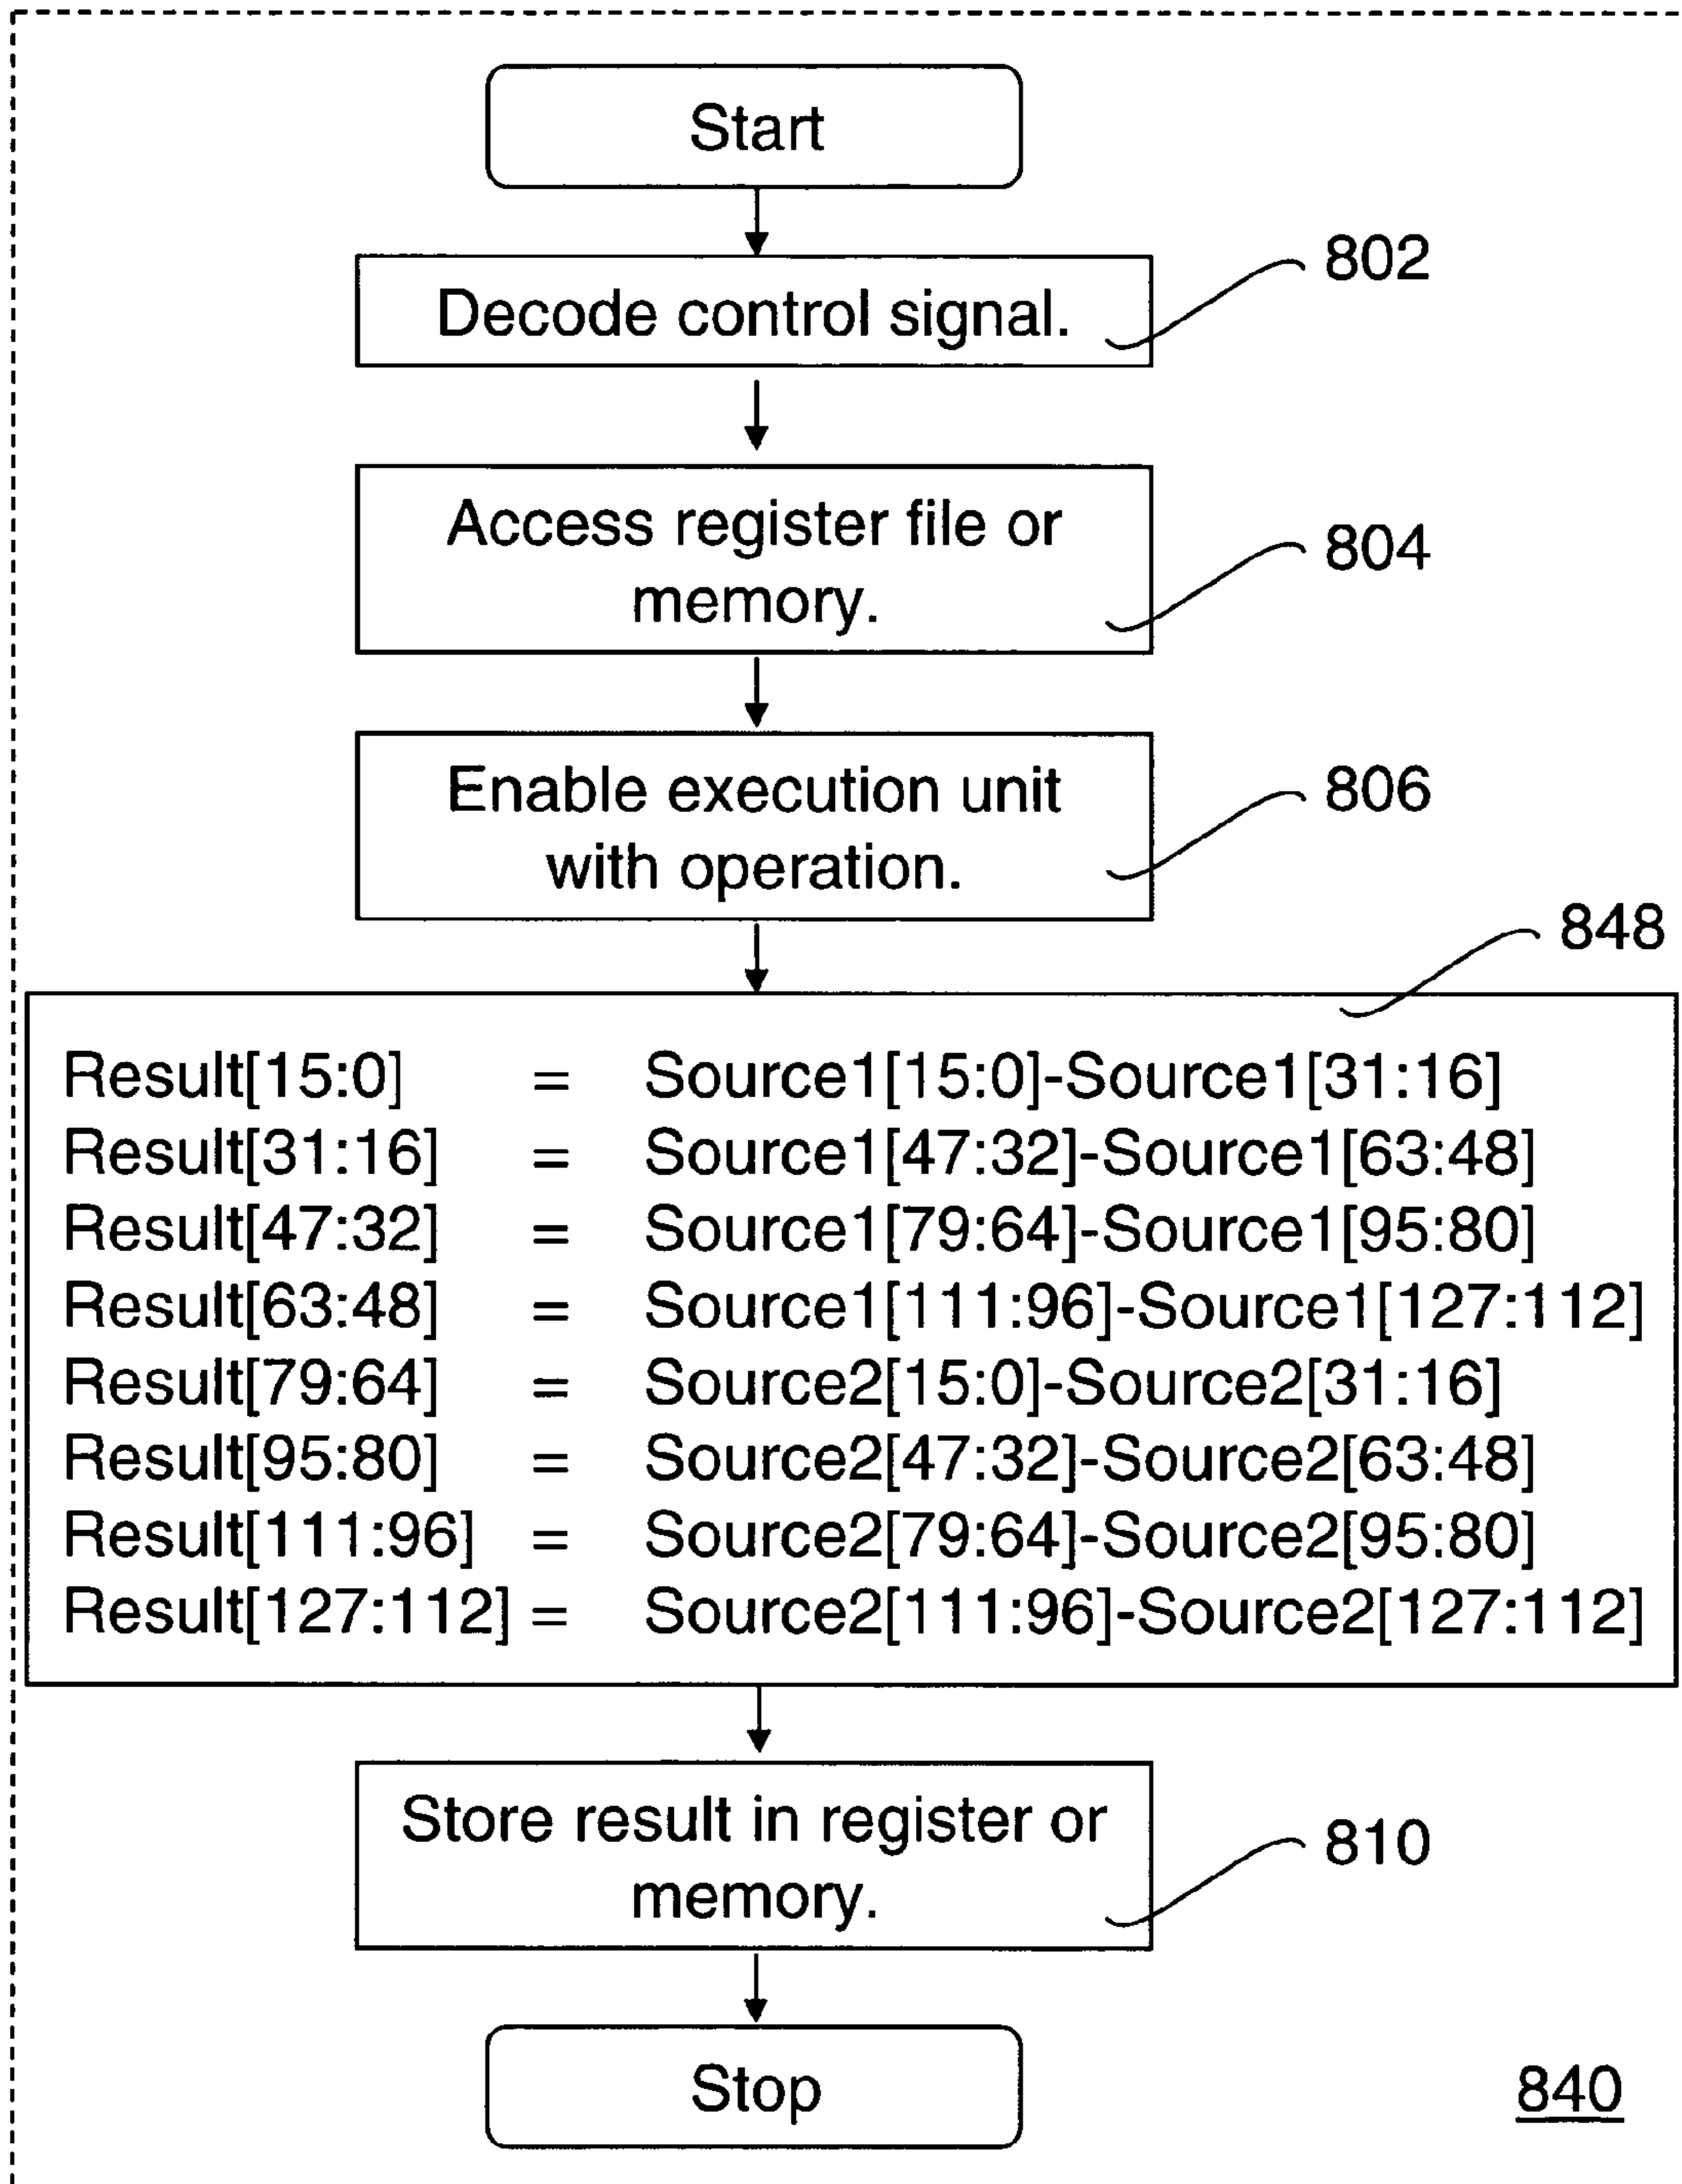 Start
Decode control signal.
802
Access register file or
memory.
804
Enable execution unit
with operation.
806
848
Result[15:0] = Source1[15:0]-Source1[31:16]
Result[31:16] = Source1[47:32]-Source1[63:48]
Result[47:32] = Source1[79:64]-Source1[95:80]
Result[63:48] = Source1[111:96]-Source1[127:112]
Result[79:64] = Source2[15:0]-Source2[31:16]
Result[95:80] = Source2[47:32]-Source2[63:48]
Result[111:96] = Source2[79:64]-Source2[95:80]
Result[127:112] = Source2[111:96]-Source2[127:112]
Store result in register or
memory.
810
Stop
840